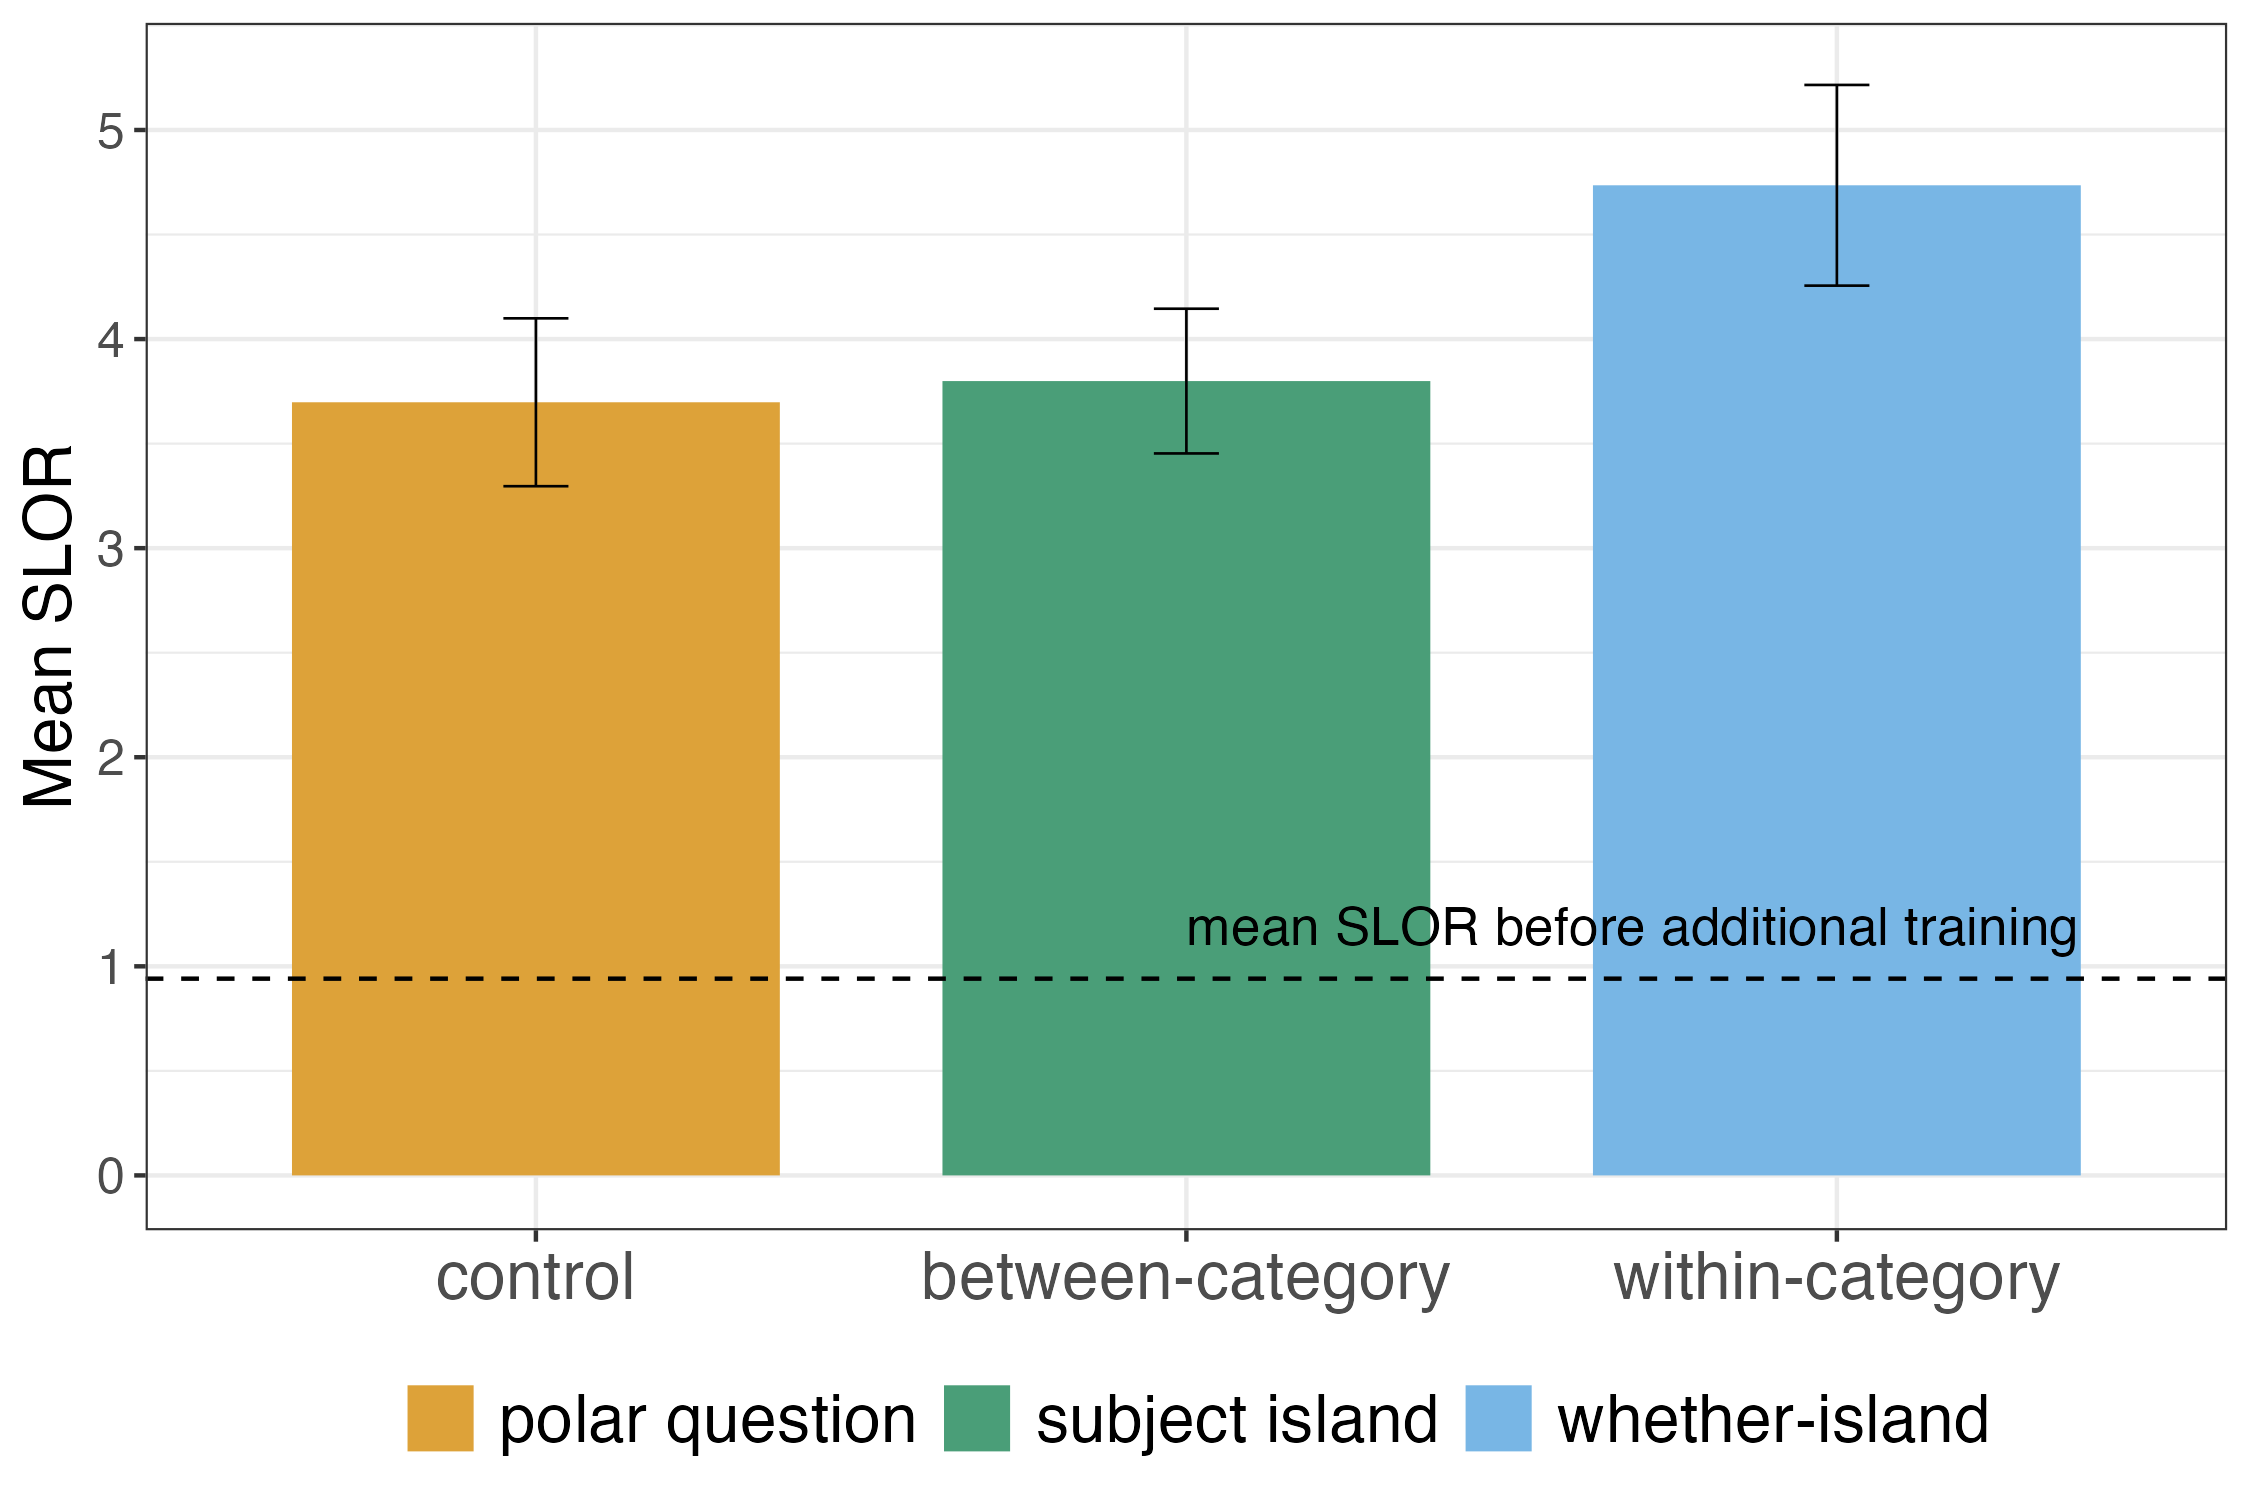 Mean SLOR
5
4
3
2
1
0
mean SLOR before additional training
control between-category within-category
polar question subject island whether-island